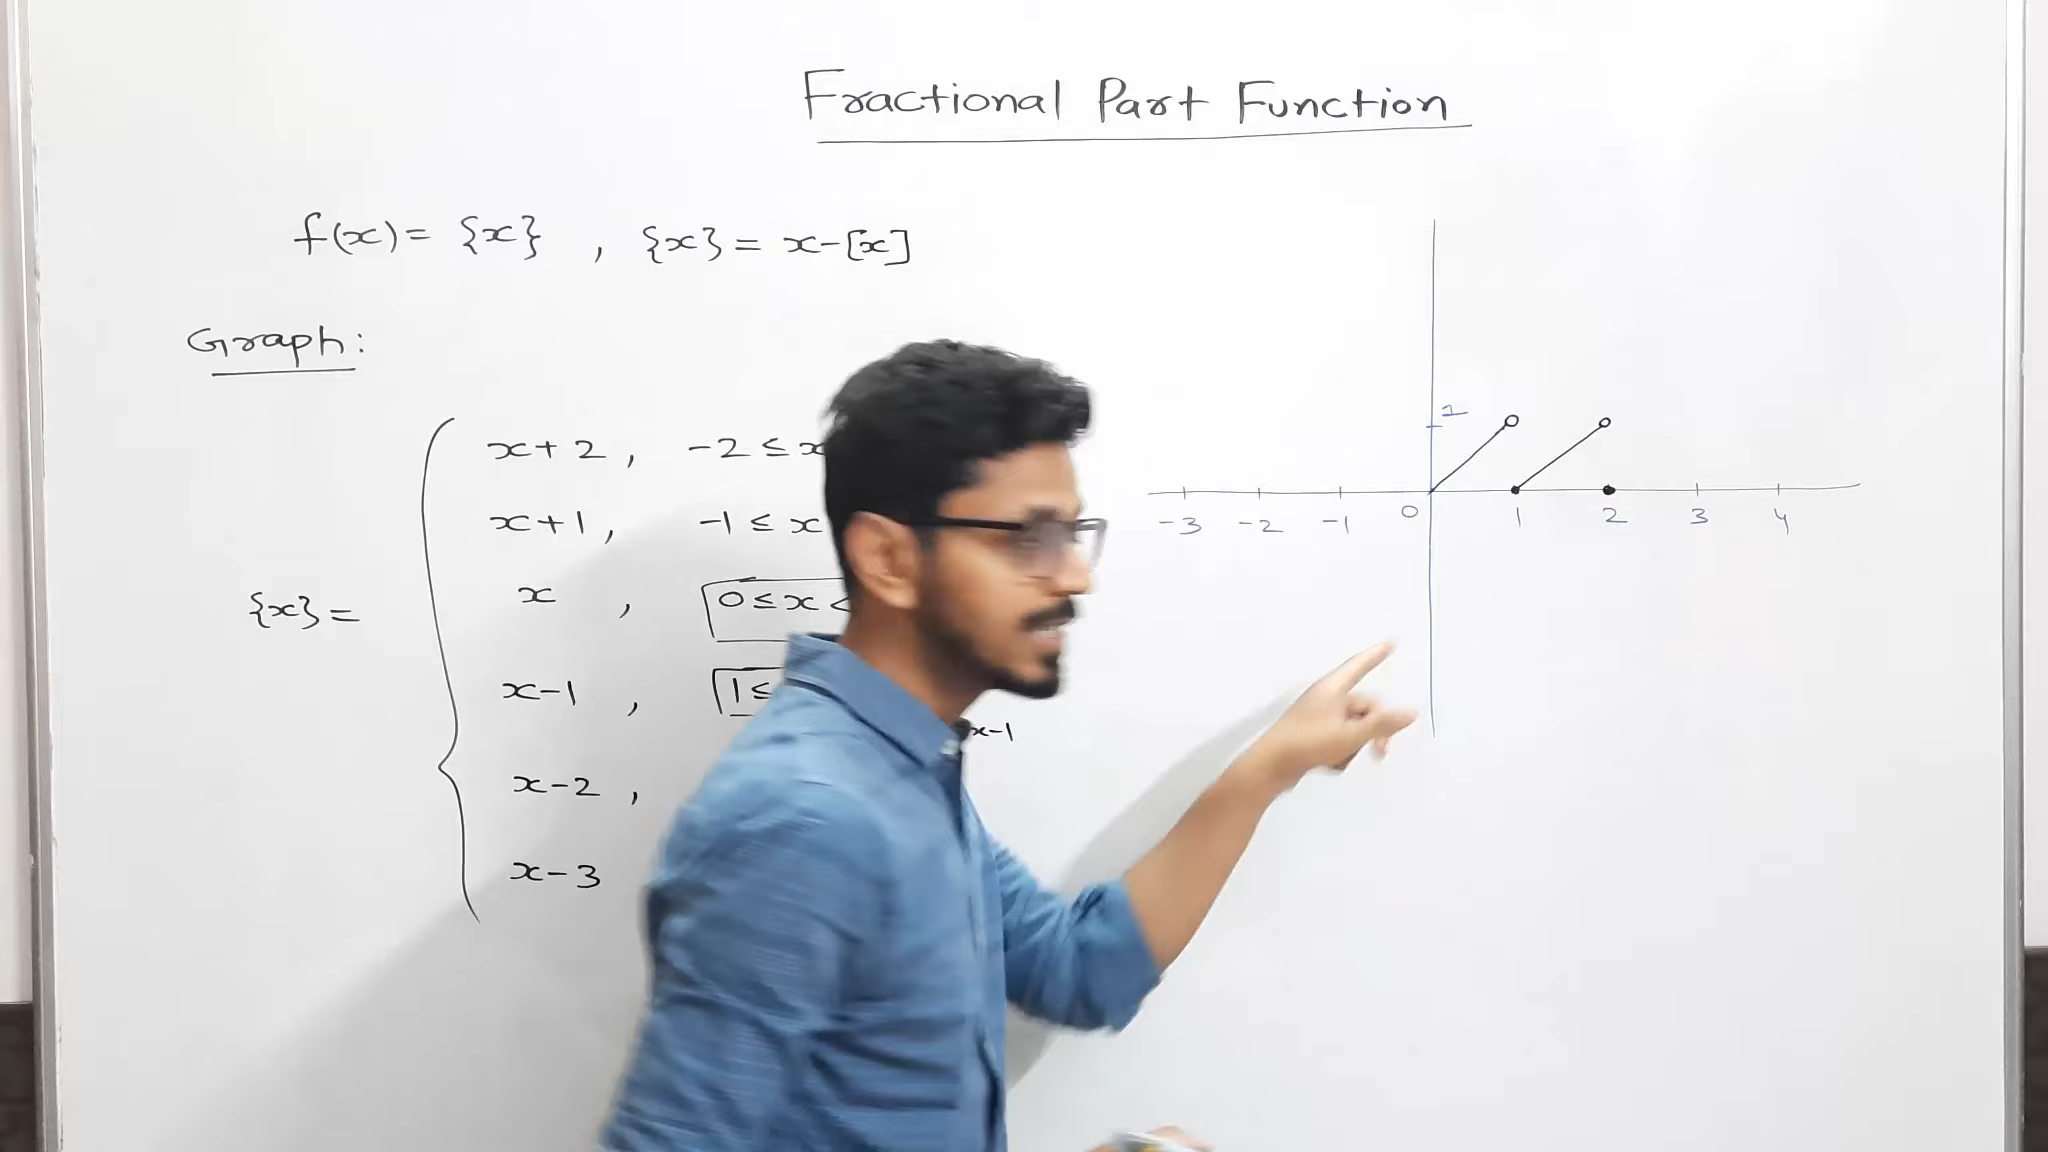 Fractional Part Function
f(x) = {x} , {x} = x-[x]
Graph:
x+2 , -2 ≤ x
x+1 , -1 ≤ x
x , 0 ≤ x <
{x} =
x-1 , 1 ≤
x-1
x-2 ,
x-3
1
-3 -2 -1 0 1 2 3 4